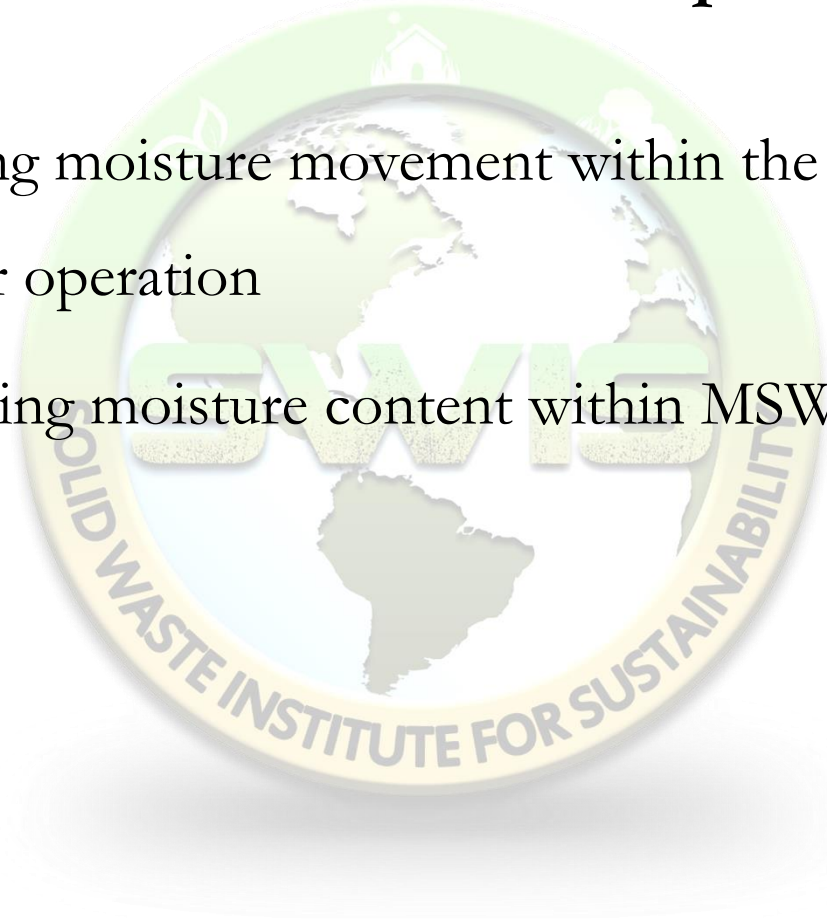 ng moisture movement within the
r operation
ing moisture content within MSW
SWIS
SOLID WASTE INSTITUTE FOR SUSTAINABILITY